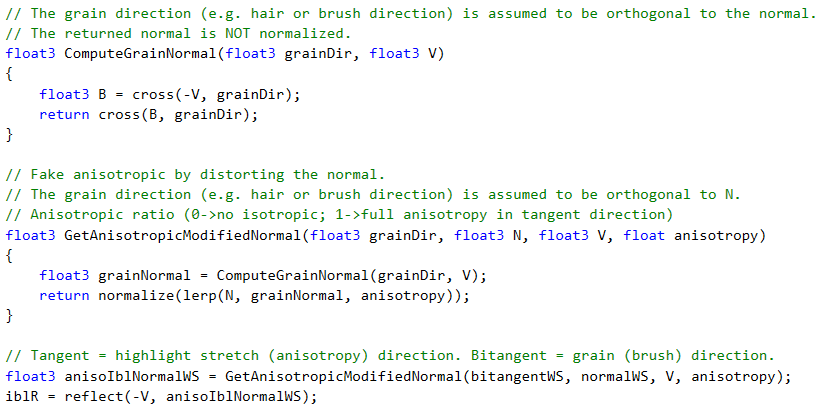 // The grain direction (e.g. hair or brush direction) is assumed to be orthogonal to the normal.
// The returned normal is NOT normalized.
float3 ComputeGrainNormal(float3 grainDir, float3 V)
{
    float3 B = cross(-V, grainDir);
    return cross(B, grainDir);
}

// Fake anisotropic by distorting the normal.
// The grain direction (e.g. hair or brush direction) is assumed to be orthogonal to N.
// Anisotropic ratio (0->no isotropic; 1->full anisotropy in tangent direction)
float3 GetAnisotropicModifiedNormal(float3 grainDir, float3 N, float3 V, float anisotropy)
{
    float3 grainNormal = ComputeGrainNormal(grainDir, V);
    return normalize(lerp(N, grainNormal, anisotropy));
}

// Tangent = highlight stretch (anisotropy) direction. Bitangent = grain (brush) direction.
float3 anisoIblNormalWS = GetAnisotropicModifiedNormal(bitangentWS, normalWS, V, anisotropy);
iblR = reflect(-V, anisoIblNormalWS);